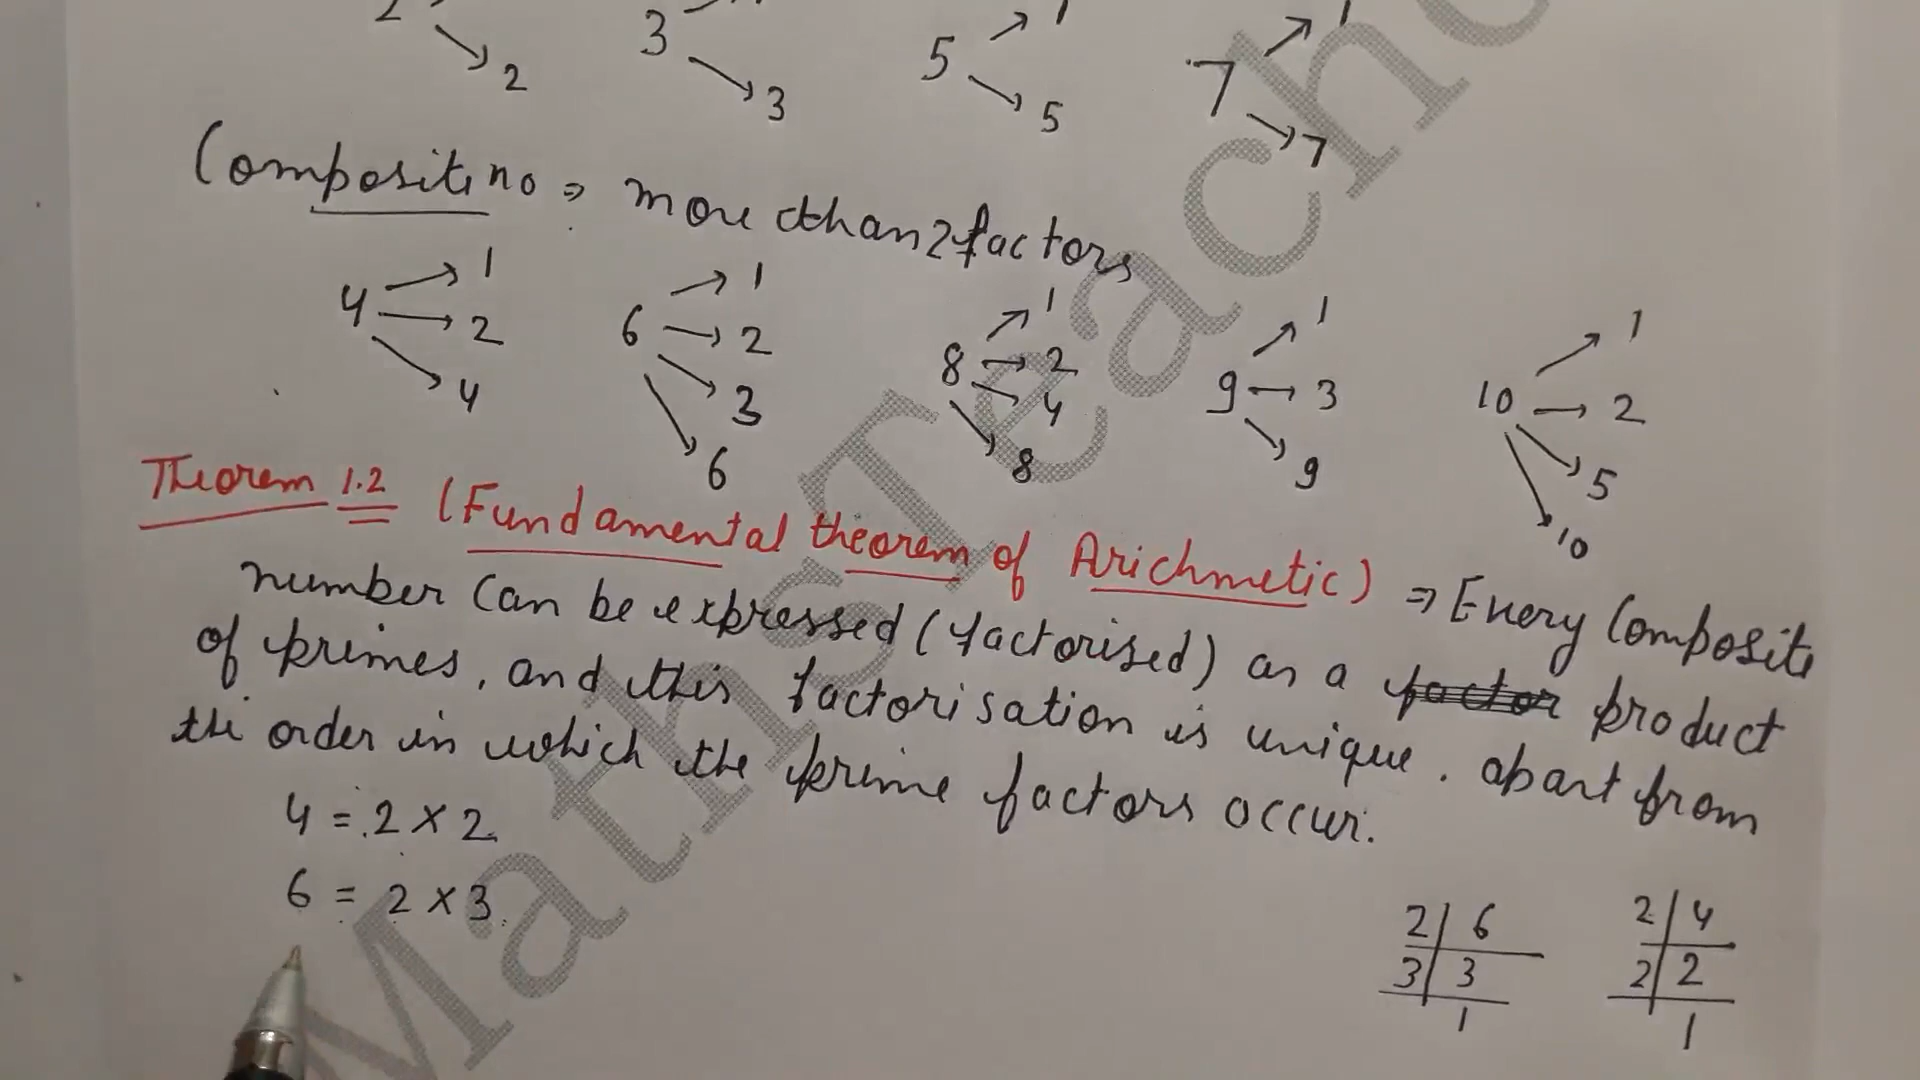 2 3 5 1 7 1
2 3 5 7
Composite no ⇒ more than 2 factors
4 → 1 6 → 1 8 → 1 9 → 1 10 → 1
→ 2 → 2 → 2 → 3 → 2
→ 4 → 3 → 4 → 9 → 5
→ 6 → 8 → 10
Theorem 1.2 (Fundamental theorem of Arichmetic) ⇒ Every Composite
number can be expressed (factorised) as a factor product
of primes, and this factorisation is unique. apart from
the order in which the prime factors occur.
4 = 2 × 2
6 = 2 × 3
2 | 6 2 | 4
3 | 3 2 | 2
1 1
Maths Teacho